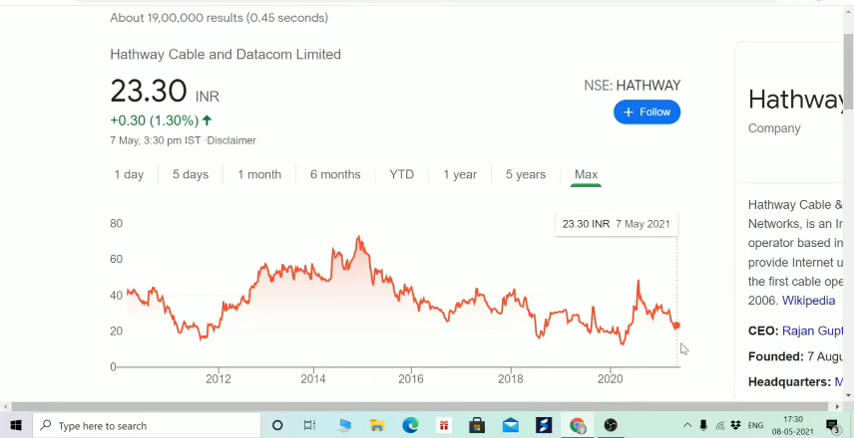 About 19,00,000 results (0.45 seconds)
Hathway Cable and Datacom Limited
23.30 INR
+0.30 (1.30%) ↑
7 May, 3:30 pm IST ·Disclaimer
NSE: HATHWAY
+ Follow
1 day 5 days 1 month 6 months YTD 1 year 5 years Max
23.30 INR 7 May 2021
80
60
40
20
0
2012 2014 2016 2018 2020
Hathway
Company
Hathway Cable &
Networks, is an
operator based in
provide Internet
the first cable
2006. Wikipedia
CEO: Rajan
Founded: 7
Headquarters:
Type here to search
ENG
17:30
08-05-2021
3